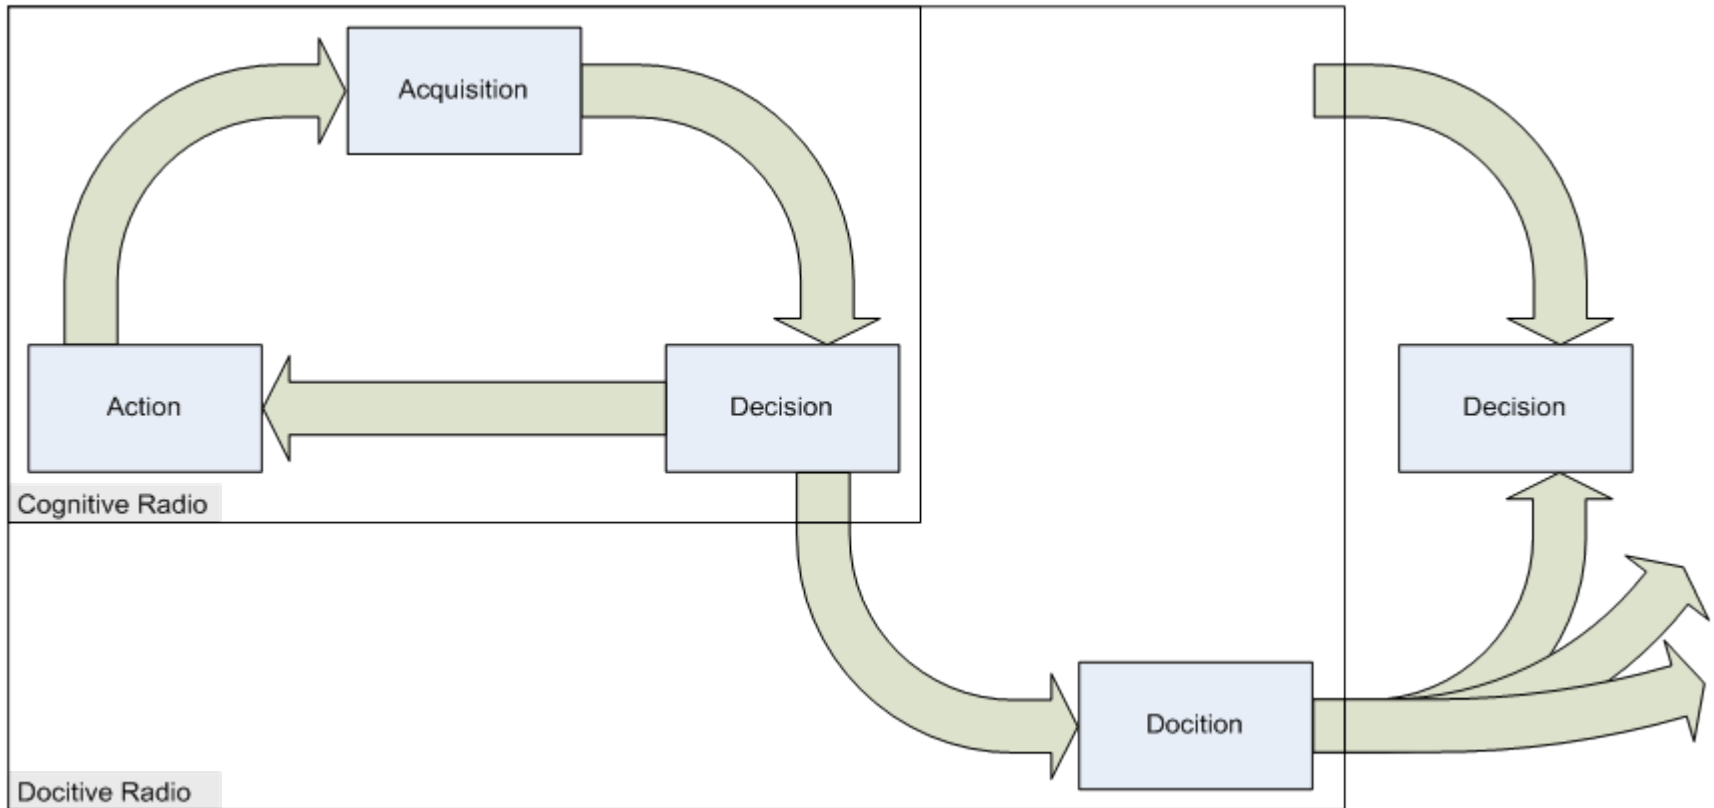 Acquisition
Action
Decision
Decision
Cognitive Radio
Docition
Docitive Radio